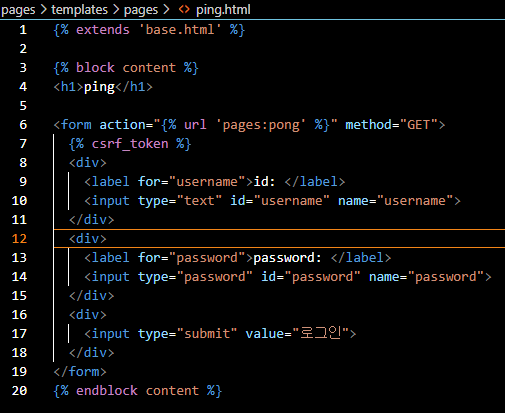 pages > templates > pages > <> ping.html
1 {% extends 'base.html' %}
2
3 {% block content %}
4 <h1>ping</h1>
5
6 <form action="{% url 'pages:pong' %}" method="GET">
7 {% csrf_token %}
8 <div>
9 <label for="username">id: </label>
10 <input type="text" id="username" name="username">
11 </div>
12 <div>
13 <label for="password">password: </label>
14 <input type="password" id="password" name="password">
15 </div>
16 <div>
17 <input type="submit" value="로그인">
18 </div>
19 </form>
20 {% endblock content %}